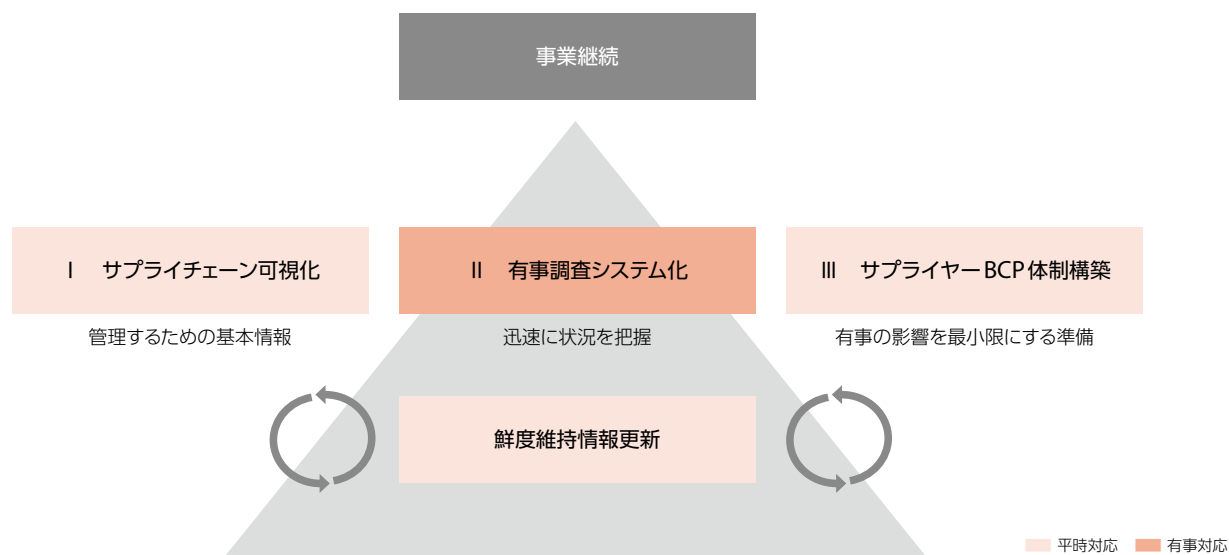 事業継続
Ⅰ サプライチェーン可視化
管理するための基本情報
Ⅱ 有事調査システム化
迅速に状況を把握
Ⅲ サプライヤーBCP体制構築
有事の影響を最小限にする準備
鮮度維持情報更新
平時対応
有事対応